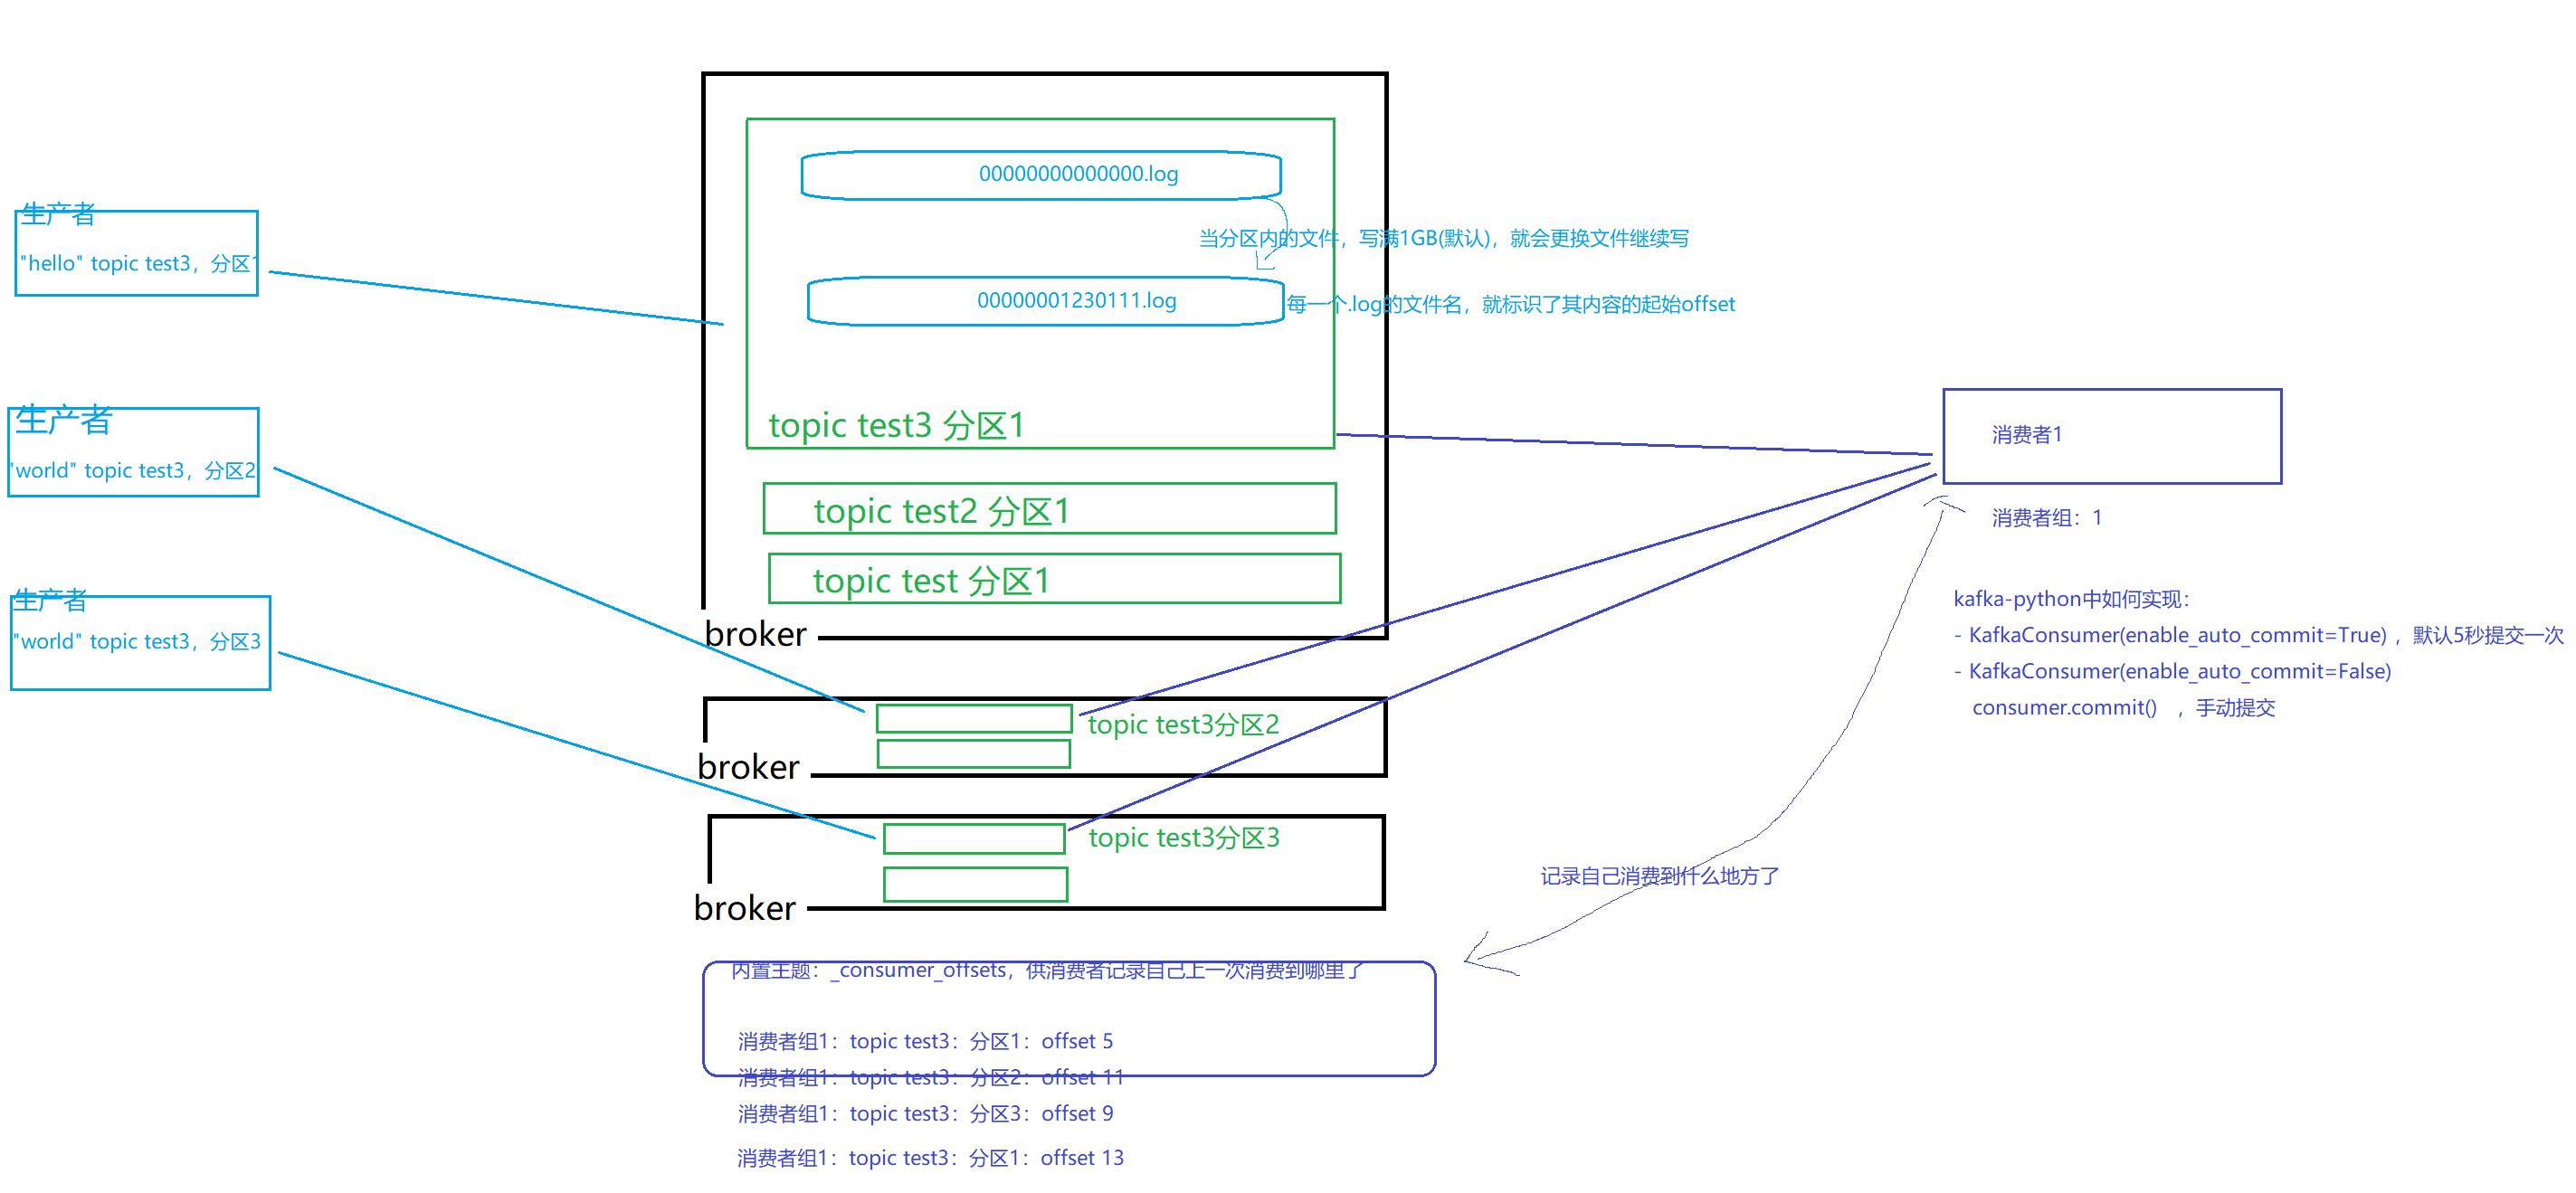 生产者
"hello" topic test3，分区1
生产者
"world" topic test3，分区2
生产者
"world" topic test3，分区3
00000000000000.log
当分区内的文件，写满1GB(默认)，就会更换文件继续写
00000001230111.log
每一个.log的文件名，就标识了其内容的起始offset
topic test3 分区1
topic test2 分区1
topic test 分区1
broker
topic test3分区2
broker
topic test3分区3
broker
内置主题：_consumer_offsets，供消费者记录自己上一次消费到哪里了
消费者组1：topic test3：分区1：offset 5
消费者组1：topic test3：分区2：offset 11
消费者组1：topic test3：分区3：offset 9
消费者组1：topic test3：分区1：offset 13
记录自己消费到什么地方了
消费者1
消费者组：1
kafka-python中如何实现：
- KafkaConsumer(enable_auto_commit=True) ，默认5秒提交一次
- KafkaConsumer(enable_auto_commit=False)
consumer.commit() ，手动提交